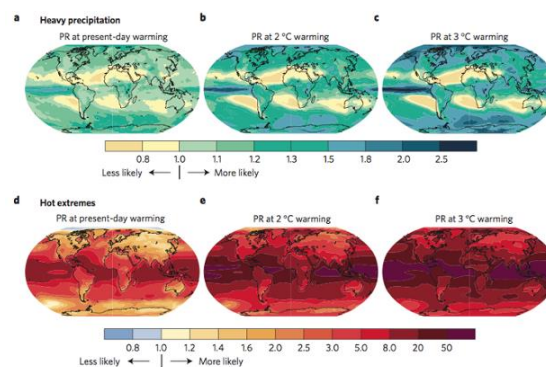 a Heavy precipitation b c
PR at present-day warming PR at 2 °C warming PR at 3 °C warming
0.8 1.0 1.1 1.2 1.3 1.5 1.8 2.0 2.5
Less likely More likely
d Hot extremes e f
PR at present-day warming PR at 2 °C warming PR at 3 °C warming
0.8 1.0 1.2 1.4 1.6 2.0 2.5 3.0 5.0 8.0 20 50
Less likely More likely